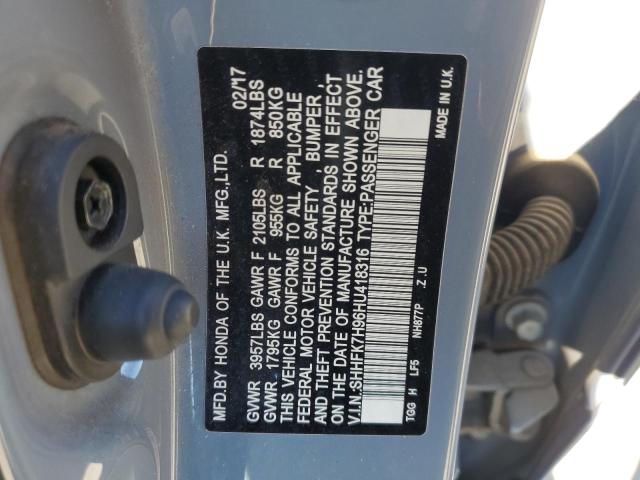 MFD.BY HONDA OF THE U.K. MFG.,LTD. 02/'17
GVWR 3957LBS GAWR F 2105LBS R 1874LBS
GVWR 1795KG GAWR F 955KG R 850KG
THIS VEHICLE CONFORMS TO ALL APPLICABLE
FEDERAL MOTOR VEHICLE SAFETY , BUMPER ,
AND THEFT PREVENTION STANDARDS IN EFFECT
ON THE DATE OF MANUFACTURE SHOWN ABOVE.
V.I.N.:SHHFK7H96HU418316 TYPE:PASSENGER CAR
TGG H LF5 NH877P .Z .U MADE IN U.K.